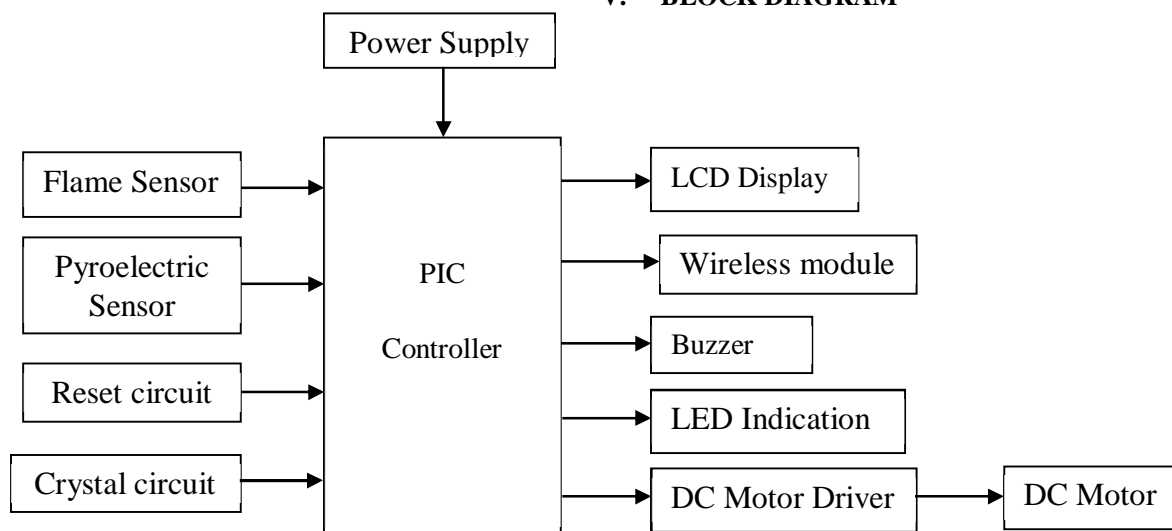 V. BLOCK DIAGRAM
Power Supply
Flame Sensor
Pyroelectric
Sensor
Reset circuit
Crystal circuit
PIC
Controller
LCD Display
Wireless module
Buzzer
LED Indication
DC Motor Driver
DC Motor